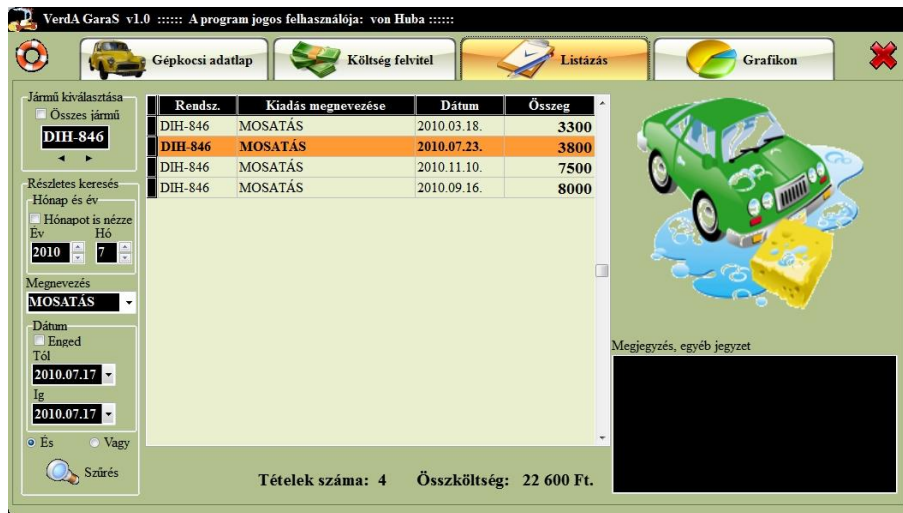 VerdA GaraS v1.0 :::::: A program jogos felhasználója: von Huba ::::::
Gépkocsi adatlap Költség felvitel Listázás Grafikon
Jármű kiválasztása
Összes jármű
DIH-846
Részletes keresés
Hónap és év
Hónapot is nézze
Év Hó
2010 7
Megnevezés
MOSATÁS
Dátum
Enged
Tól
2010.07.17
Ig
2010.07.17
És Vagy
Szűrés
Rendsz. Kiadás megnevezése Dátum Összeg
DIH-846 MOSATÁS 2010.03.18. 3300
DIH-846 MOSATÁS 2010.07.23. 3800
DIH-846 MOSATÁS 2010.11.10. 7500
DIH-846 MOSATÁS 2010.09.16. 8000
Tételek száma: 4 Összköltség: 22 600 Ft.
Megjegyzés, egyéb jegyzet